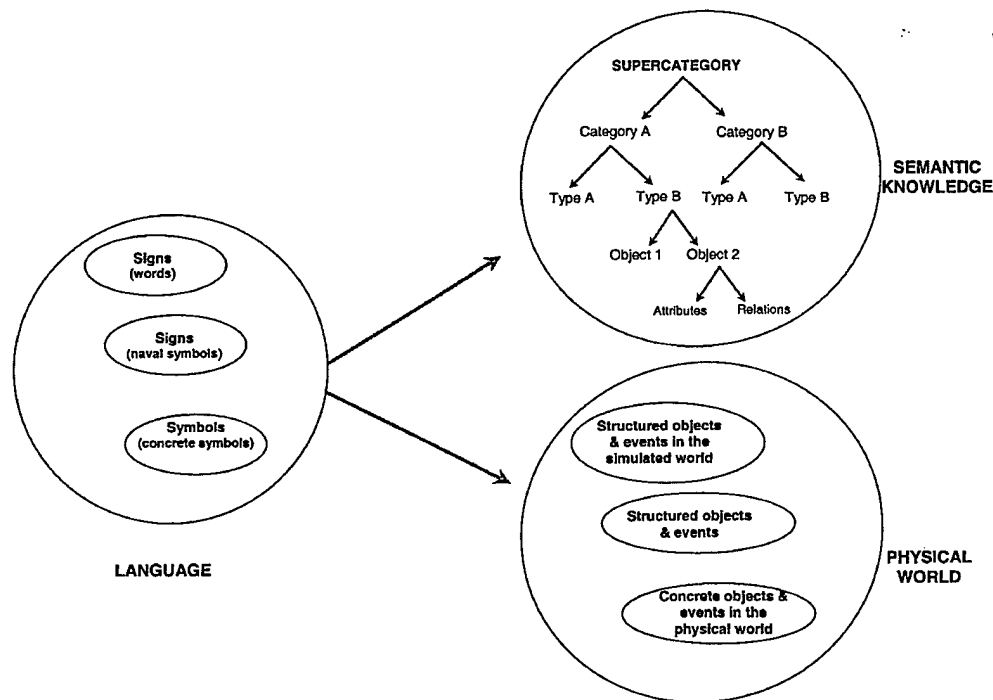 SUPERCATEGORY
Category A
Category B
Type A
Type B
Type A
Type B
Object 1
Object 2
Attributes
Relations
SEMANTIC
KNOWLEDGE
Signs
(words)
Signs
(naval symbols)
Symbols
(concrete symbols)
LANGUAGE
Structured objects
& events in the
simulated world
Structured objects
& events
Concrete objects &
events in the
physical world
PHYSICAL
WORLD